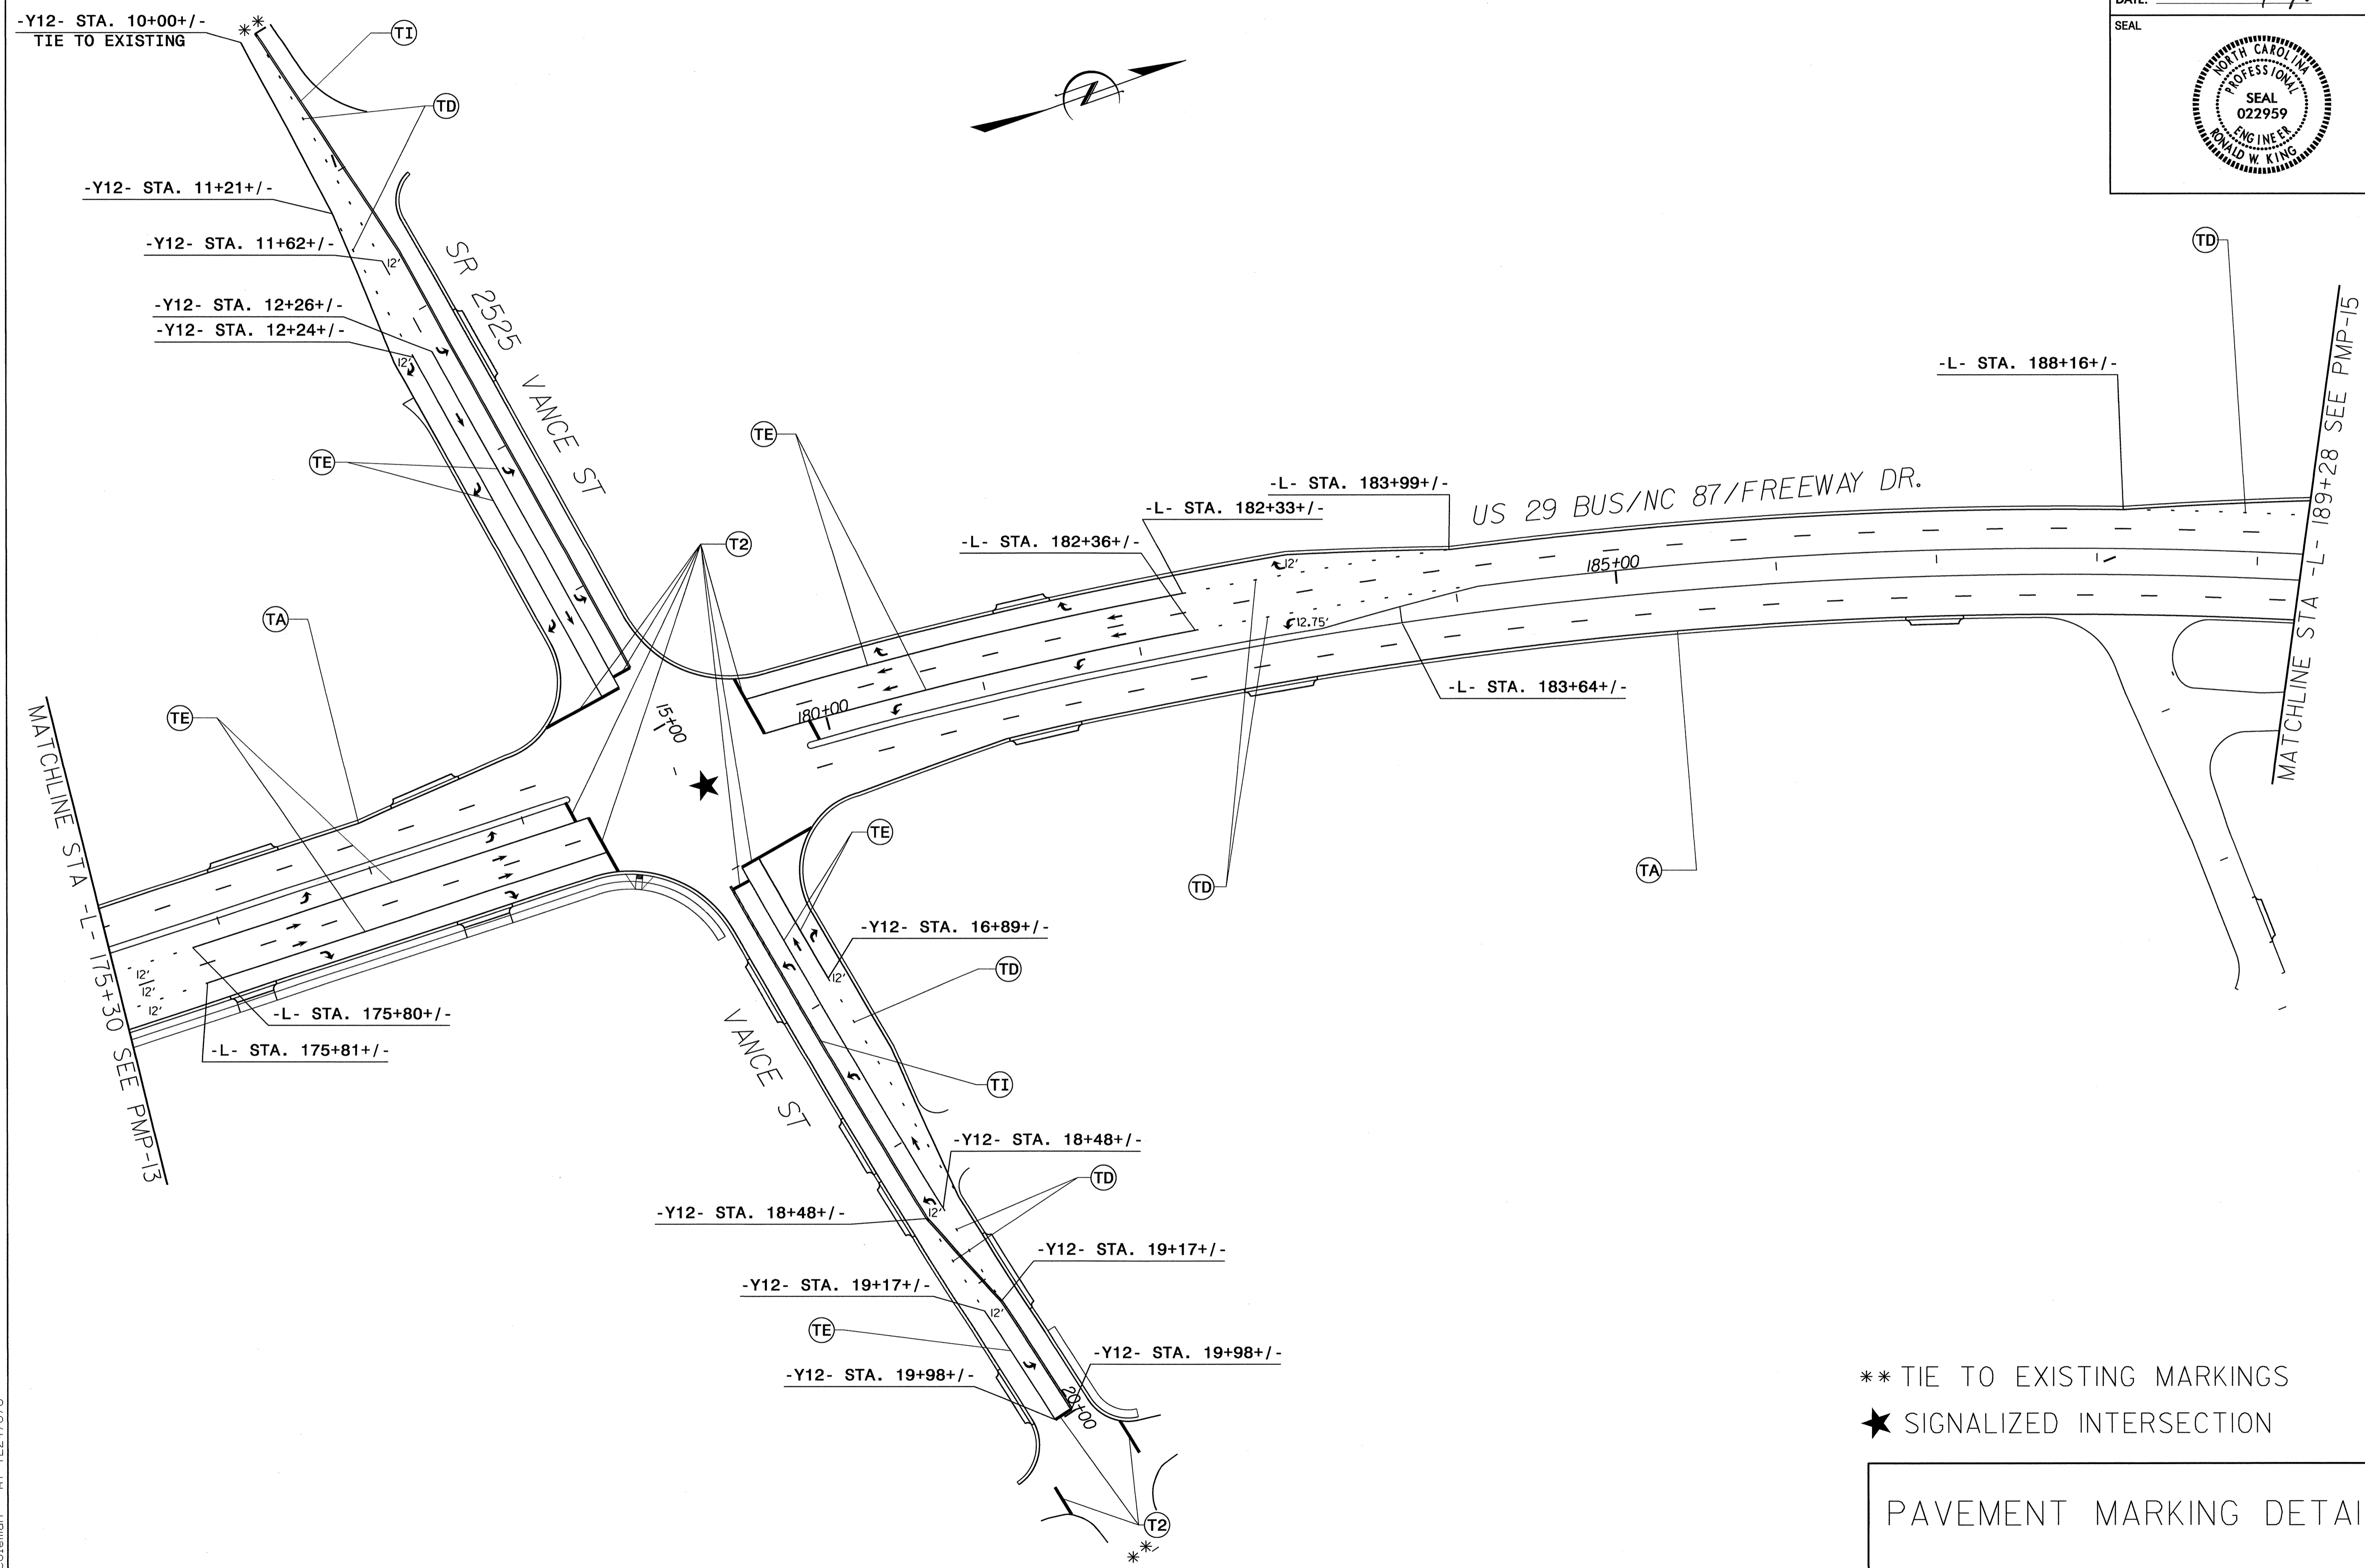 -Y12- STA. 10+00+/-
TIE TO EXISTING
**
TI
TD
DATE:
SEAL
NORTH CAROLINA
PROFESSIONAL
SEAL
022959
ENGINEER
RONALD W. KING
N
-Y12- STA. 11+21+/-
-Y12- STA. 11+62+/-
12'
-Y12- STA. 12+26+/-
-Y12- STA. 12+24+/-
12'
SR 2525 VANCE ST
TE
TE
T2
TD
-L- STA. 188+16+/-
US 29 BUS/NC 87/FREEWAY DR.
-L- STA. 183+99+/-
-L- STA. 182+33+/-
-L- STA. 182+36+/-
12'
12.75'
185+00
-L- STA. 183+64+/-
MATCHLINE STA -L- 189+28 SEE PMP-15
TA
TE
15+00
180+00
MATCHLINE STA -L- 175+30 SEE PMP-13
12'
12'
12'
-L- STA. 175+80+/-
-L- STA. 175+81+/-
TE
TD
TA
-Y12- STA. 16+89+/-
12'
TD
VANCE ST
TI
-Y12- STA. 18+48+/-
TD
-Y12- STA. 18+48+/-
12'
-Y12- STA. 19+17+/-
-Y12- STA. 19+17+/-
12'
TE
-Y12- STA. 19+98+/-
-Y12- STA. 19+98+/-
20+00
T2
**
** TIE TO EXISTING MARKINGS
★ SIGNALIZED INTERSECTION
PAVEMENT MARKING DETAI